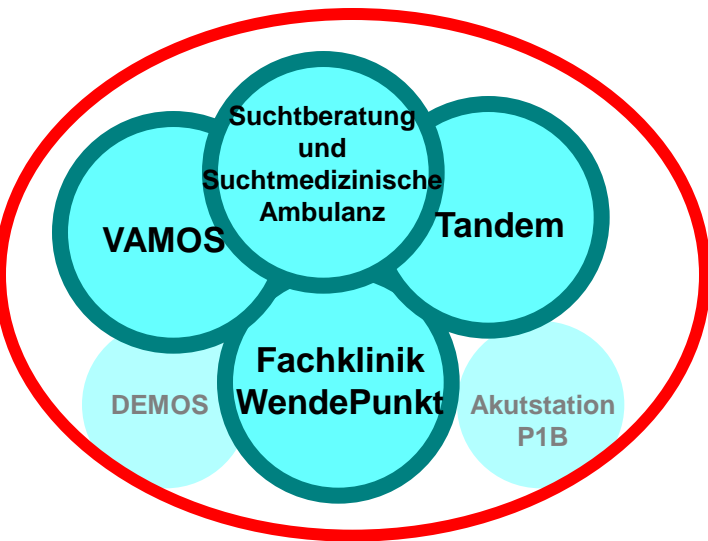 Suchtberatung
und
Suchtmedizinische
Ambulanz
VAMOS
Tandem
Fachklinik
WendePunkt
DEMOS
Akutstation
P1B